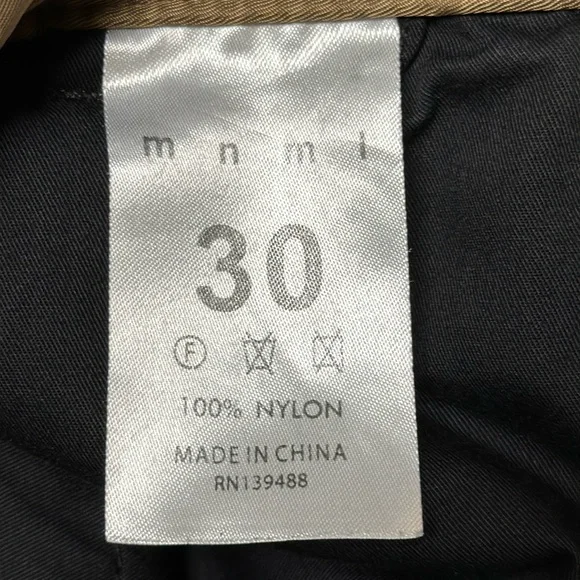 m n m l
30
F
100% NYLON
MADE IN CHINA
RN139488